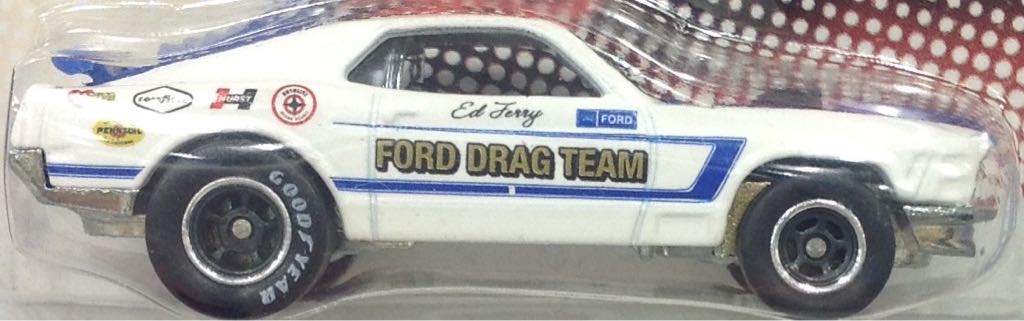 HURST
PENNZOIL
Ed Terry
FORD
FORD DRAG TEAM
GOODYEAR